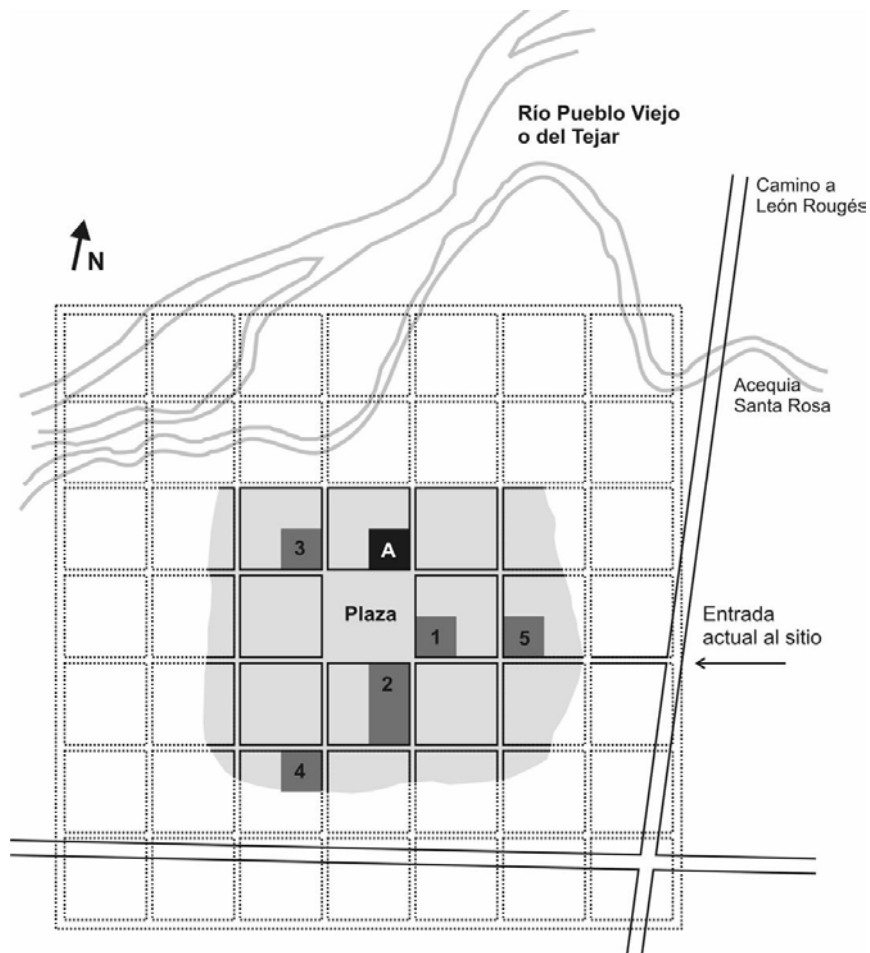 Río Pueblo Viejo
o del Tejar
Camino a
León Rougés
N
Acequia
Santa Rosa
3
A
Plaza
1
5
Entrada
actual al sitio
2
4